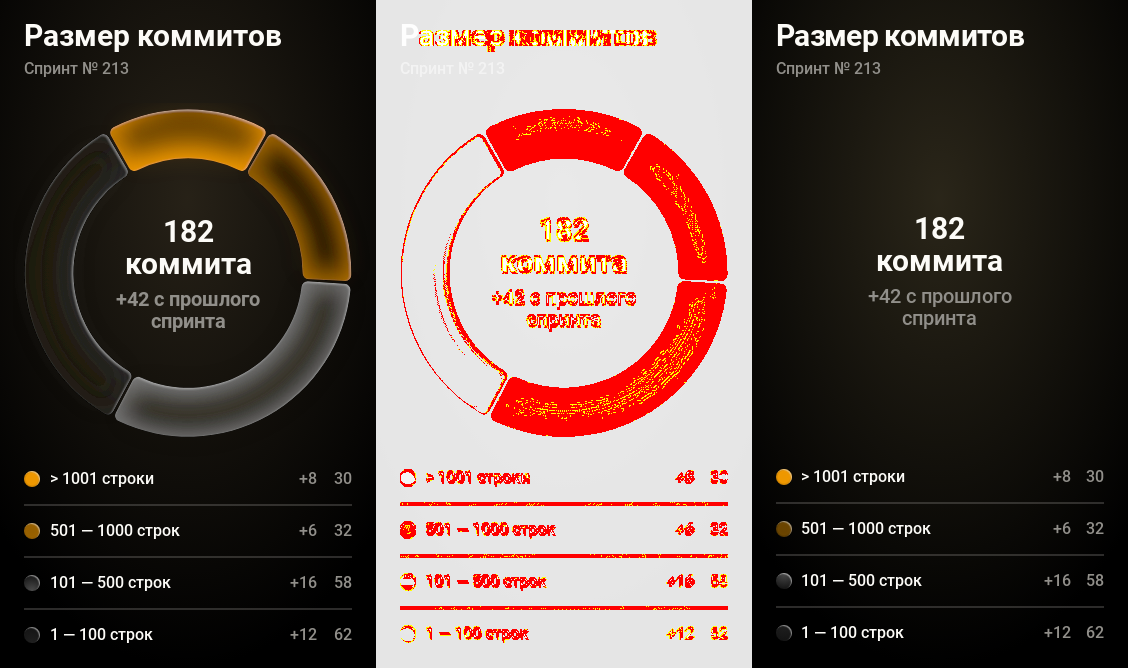 Размер коммитов
Спринт № 213
182
коммита
+42 с прошлого
спринта
> 1001 строки +8 30
501 — 1000 строк +6 32
101 — 500 строк +16 58
1 — 100 строк +12 62
Размер коммитов
Спринт № 213
182
коммита
+42 с прошлого
спринта
> 1001 строки +8 30
501 — 1000 строк +6 32
101 — 500 строк +16 58
1 — 100 строк +12 62
Размер коммитов
Спринт № 213
182
коммита
+42 с прошлого
спринта
> 1001 строки +8 30
501 — 1000 строк +6 32
101 — 500 строк +16 58
1 — 100 строк +12 62